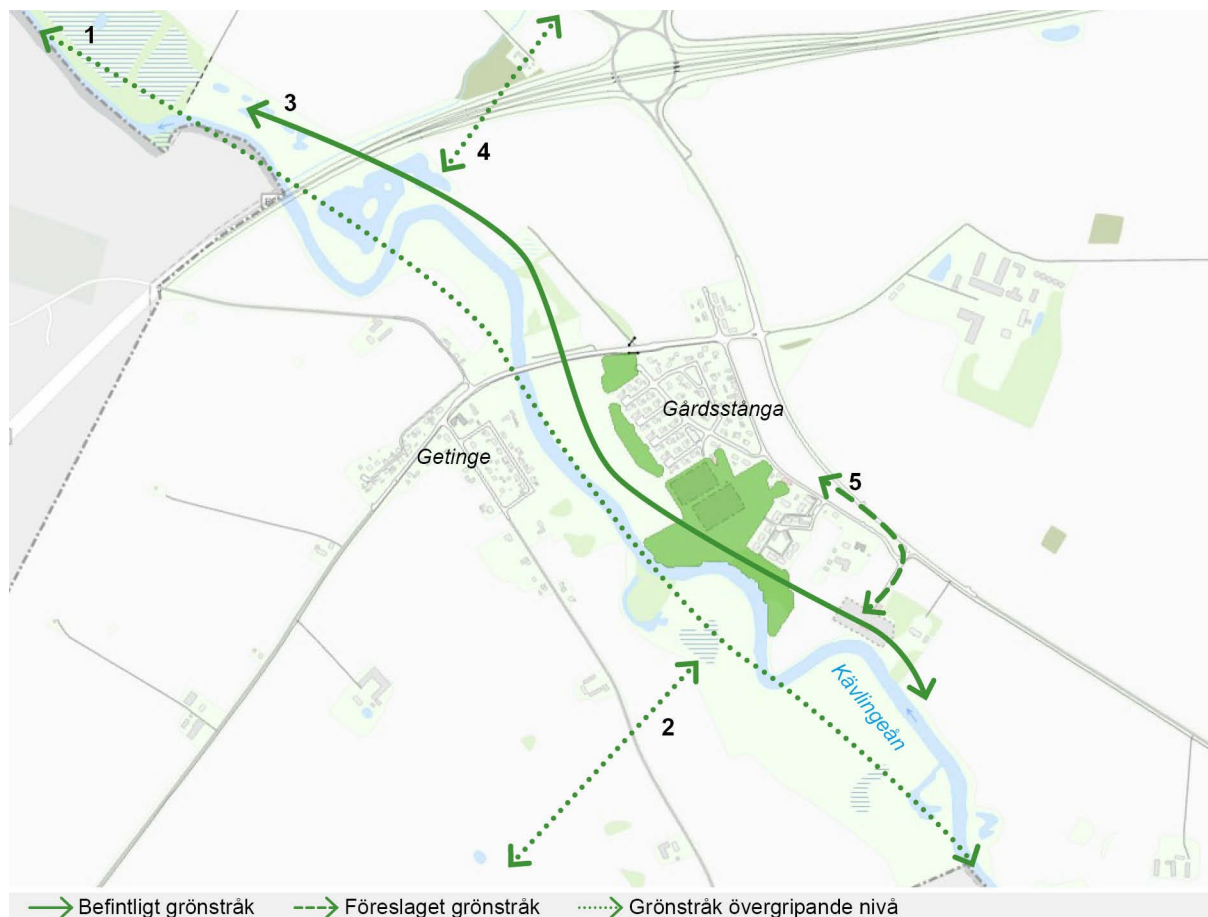 1
3
4
Gårdsstånga
Getinge
5
2
Kävlingeån
Befintligt grönstråk
Föreslaget grönstråk
Grönstråk övergripande nivå